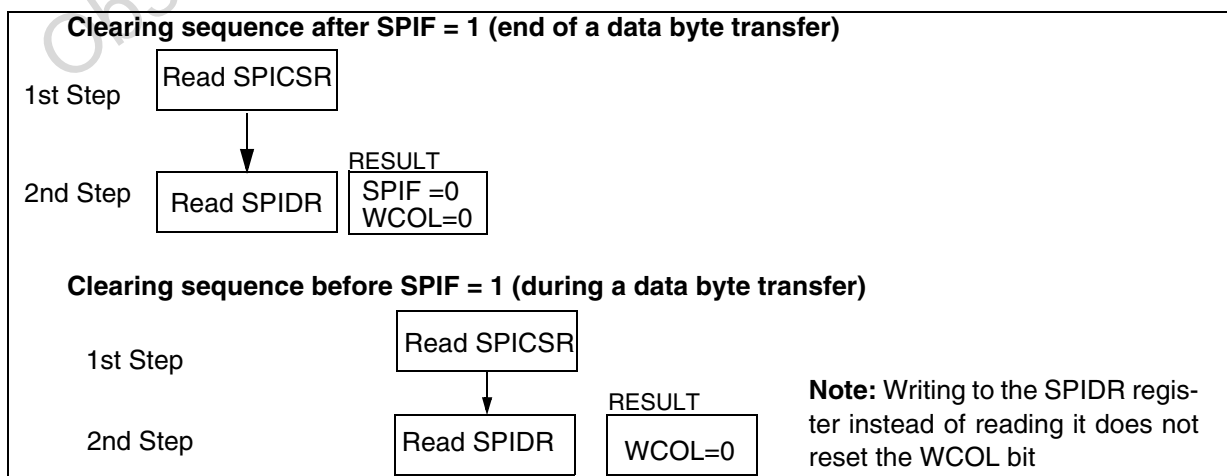 Clearing sequence after SPIF = 1 (end of a data byte transfer)
1st Step
Read SPICSR
RESULT
2nd Step
Read SPIDR
SPIF =0
WCOL=0
Clearing sequence before SPIF = 1 (during a data byte transfer)
1st Step
Read SPICSR
RESULT
2nd Step
Read SPIDR
WCOL=0
Note: Writing to the SPIDR regis-
ter instead of reading it does not
reset the WCOL bit